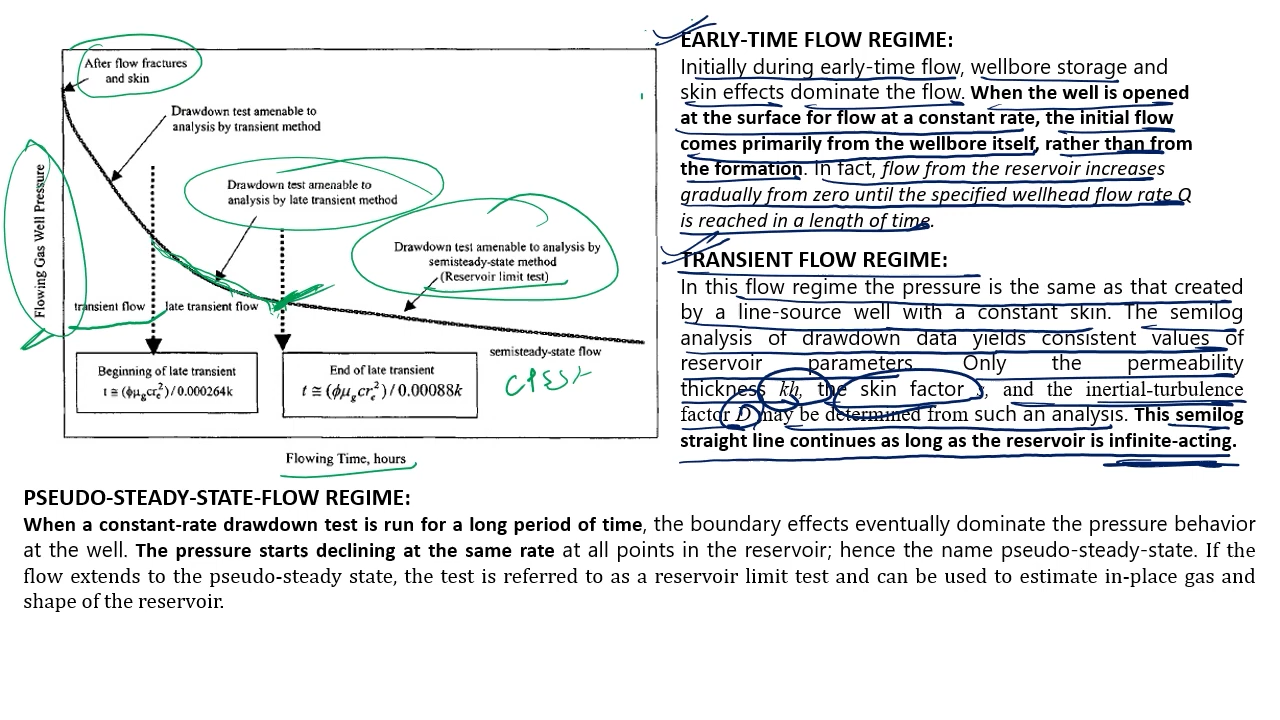 After flow fractures
and skin
Drawdown test amenable to
analysis by transient method
Drawdown test amenable to
analysis by late transient method
Drawdown test amenable to analysis by
semisteady-state method
(Reservoir limit test)
Flowing Gas Well Pressure
transient flow
late transient flow
semisteady-state flow
Beginning of late transient
t ≅ (ϕμgcre²)/0.000264k
End of late transient
t ≅ (ϕμgcre²)/0.00088k
Flowing Time, hours
EARLY-TIME FLOW REGIME:
Initially during early-time flow, wellbore storage and
skin effects dominate the flow. When the well is opened
at the surface for flow at a constant rate, the initial flow
comes primarily from the wellbore itself, rather than from
the formation. In fact, flow from the reservoir increases
gradually from zero until the specified wellhead flow rate Q
is reached in a length of time.
TRANSIENT FLOW REGIME:
In this flow regime the pressure is the same as that created
by a line-source well with a constant skin. The semilog
analysis of drawdown data yields consistent values of
reservoir parameters Only the permeability
thickness kh, the skin factor s, and the inertial-turbulence
factor D may be determined from such an analysis. This semilog
straight line continues as long as the reservoir is infinite-acting.
PSEUDO-STEADY-STATE-FLOW REGIME:
When a constant-rate drawdown test is run for a long period of time, the boundary effects eventually dominate the pressure behavior
at the well. The pressure starts declining at the same rate at all points in the reservoir; hence the name pseudo-steady-state. If the
flow extends to the pseudo-steady state, the test is referred to as a reservoir limit test and can be used to estimate in-place gas and
shape of the reservoir.